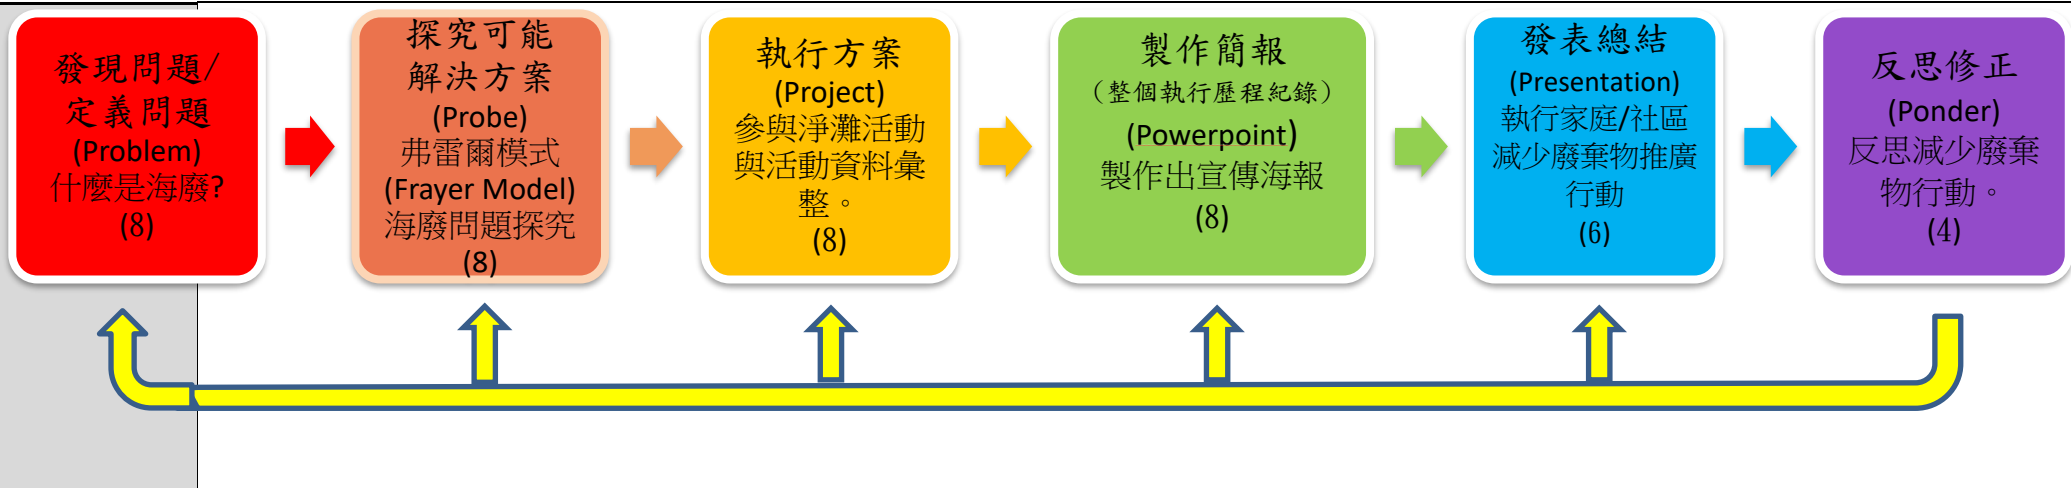 發現問題/
定義問題
(Problem)
什麼是海廢?
(8)
探究可能
解決方案
(Probe)
弗雷爾模式
(Frayer Model)
海廢問題探究
(8)
執行方案
(Project)
參與淨灘活動
與活動資料彙
整。
(8)
製作簡報
（整個執行歷程紀錄）
(Powerpoint)
製作出宣傳海報
(8)
發表總結
(Presentation)
執行家庭/社區
減少廢棄物推廣
行動
(6)
反思修正
(Ponder)
反思減少廢棄
物行動。
(4)